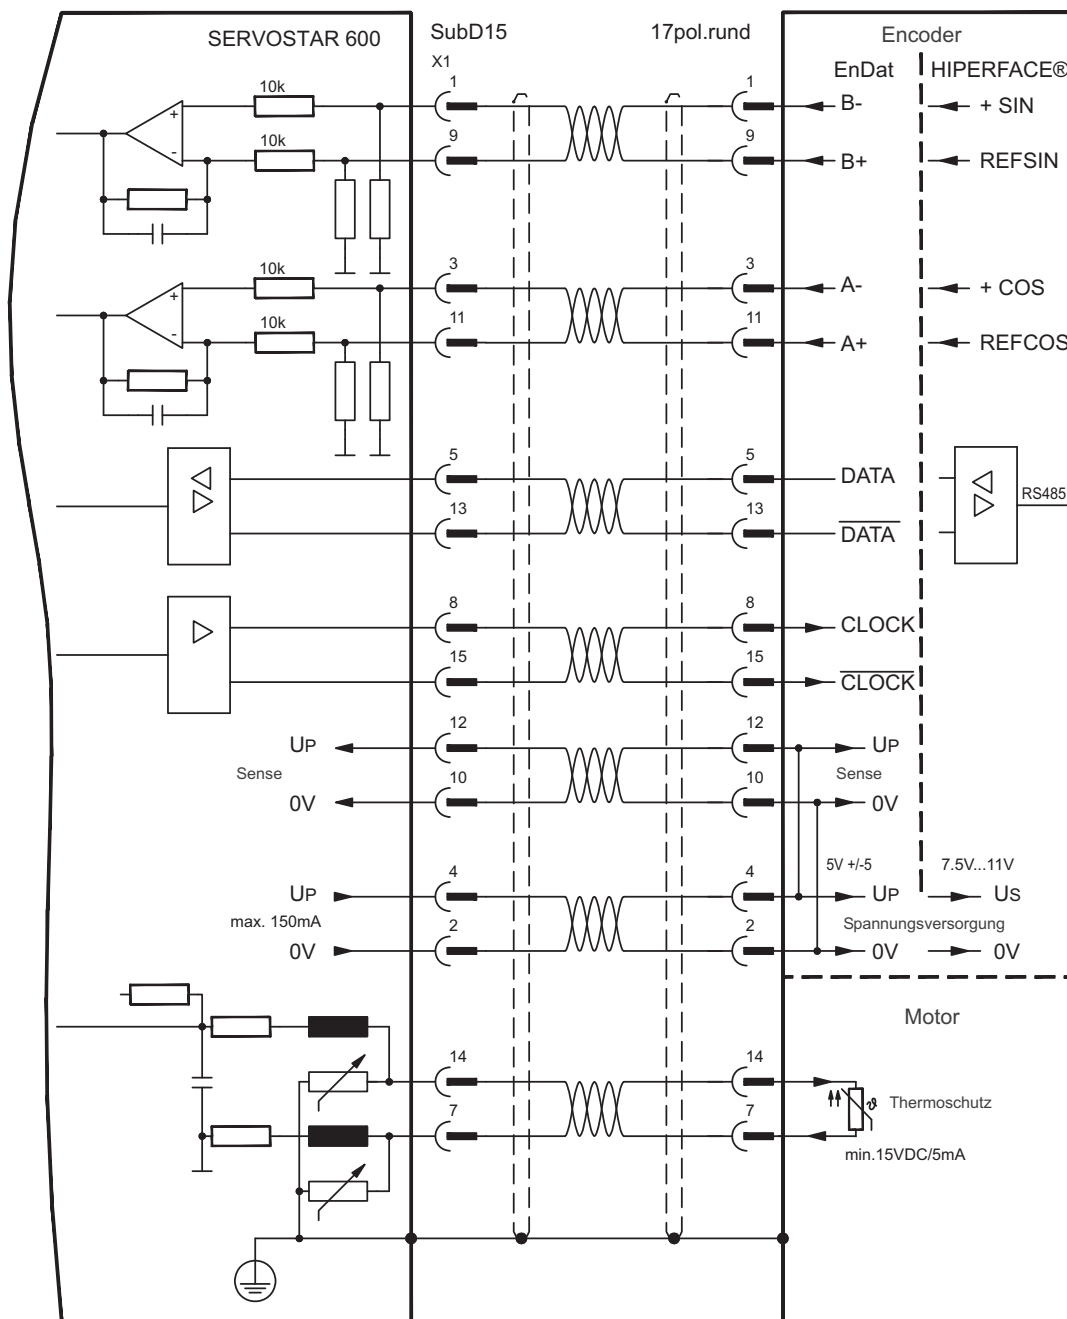 SERVOSTAR 600 SubD15 17pol.rund Encoder
X1 EnDat HIPERFACE®
10k 1 1 B- + SIN
+
-
10k 9 9 B+ REFSIN
10k 3 3 A- + COS
+
-
10k 11 11 A+ REFCOS
5 5 DATA
RS485
13 13 DATA
8 8 CLOCK
15 15 CLOCK
UP 12 12 UP
Sense Sense
0V 10 10 0V
5V +/-5 7.5V...11V
UP 4 4 UP US
max. 150mA Spannungsversorgung
0V 2 2 0V 0V
Motor
14 14
ϑ Thermoschutz
7 7
min.15VDC/5mA